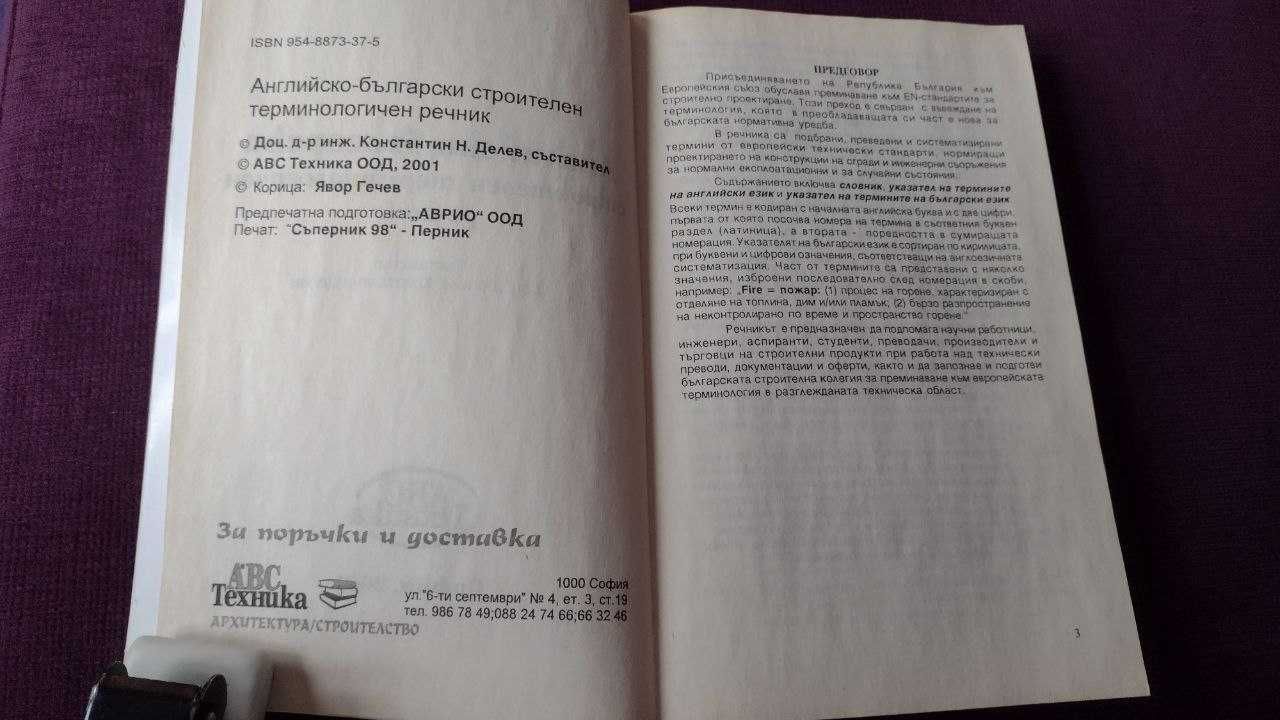 ISBN 954-8873-37-5
Английско-български строителен
терминологичен речник
© Доц. д-р инж. Константин Н. Делев, съставител
© ABC Техника ООД, 2001
© Корица: Явор Гечев
Предпечатна подготовка:„АВРИО“ ООД
Печат: “Съперник 98“ - Перник
За поръчки и доставка
ABC
Техника
АРХИТЕКТУРА/СТРОИТЕЛСТВО
1000 София
ул."6-ти септември" № 4, ет. 3, ст.19
тел. 986 78 49;088 24 74 66;66 32 46
ПРЕДГОВОР
Присъединяването на Република България към
Европейския съюз обуславя преминаване към EN-стандартите за
строително проектиране. Този преход е свързан с въвеждане на
терминология, която в преобладаващата си част е нова за
българската нормативна уредба.
В речника са подбрани, преведени и систематизирани
термини от европейски технически стандарти, нормиращи
проектирането на конструкции на сгради и инженерни съоръжения
за нормални експлоатационни и за случайни състояния.
Съдържанието включва словник, указател на термините
на английски език и указател на термините на български език
Всеки термин е кодиран с началната английска буква и с две цифри,
първата от която посочва номера на термина в съответния буквен
раздел (латиница), а втората - поредността в сумиращата
номерация. Указателят на български език е сортиран по кирилицата,
при буквени и цифрови означения, съответстващи на англоезичната
систематизация. Част от термините са представени с няколко
значения, изброени последователно след номерация в скоби,
например: „Fire = пожар: (1) процес на горене, характеризиран с
отделяне на топлина, дим и/или пламък; (2) бързо разпространение
на неконтролирано по време и пространство горене.“
Речникът е предназначен да подпомага научни работници,
инженери, аспиранти, студенти, преводачи, производители и
търговци на строителни продукти при работа над технически
преводи, документации и оферти, както и да запознае и подготви
българската строителна колегия за преминаване към европейската
терминология в разглежданата техническа област.
3